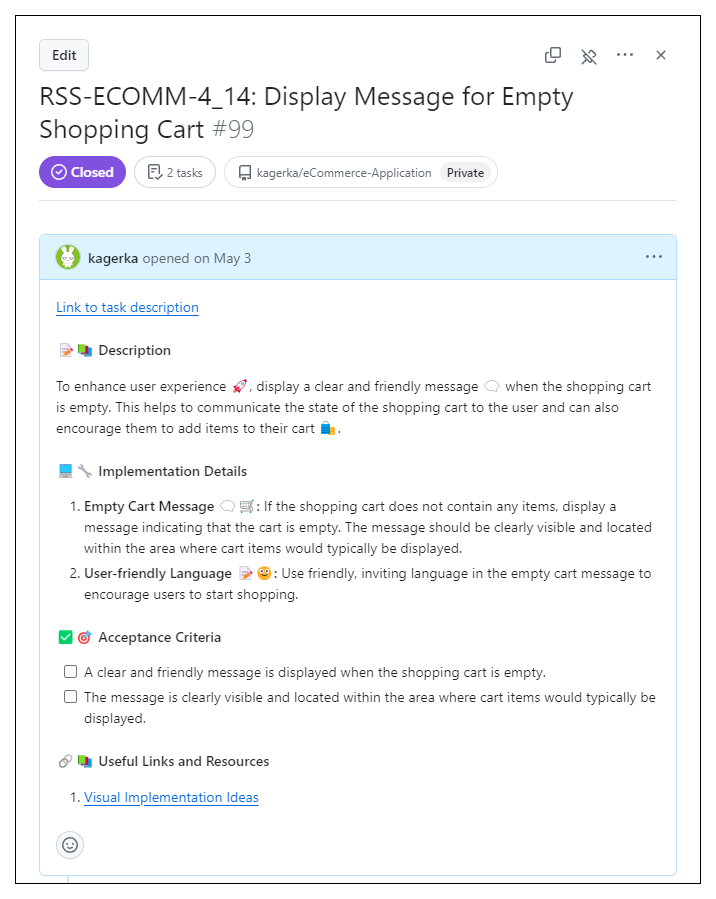 Edit
RSS-ECOMM-4_14: Display Message for Empty
Shopping Cart #99
Closed
2 tasks
kagerka/eCommerce-Application Private
kagerka opened on May 3
Link to task description
📝📚 Description
To enhance user experience 🚀, display a clear and friendly message 🗨️ when the shopping cart
is empty. This helps to communicate the state of the shopping cart to the user and can also
encourage them to add items to their cart 🛍️.
💻🔧 Implementation Details
1. Empty Cart Message 🗨️🛒: If the shopping cart does not contain any items, display a
message indicating that the cart is empty. The message should be clearly visible and located
within the area where cart items would typically be displayed.
2. User-friendly Language 📝😃: Use friendly, inviting language in the empty cart message to
encourage users to start shopping.
✅🎯 Acceptance Criteria
A clear and friendly message is displayed when the shopping cart is empty.
The message is clearly visible and located within the area where cart items would typically be
displayed.
🔗📚 Useful Links and Resources
1. Visual Implementation Ideas